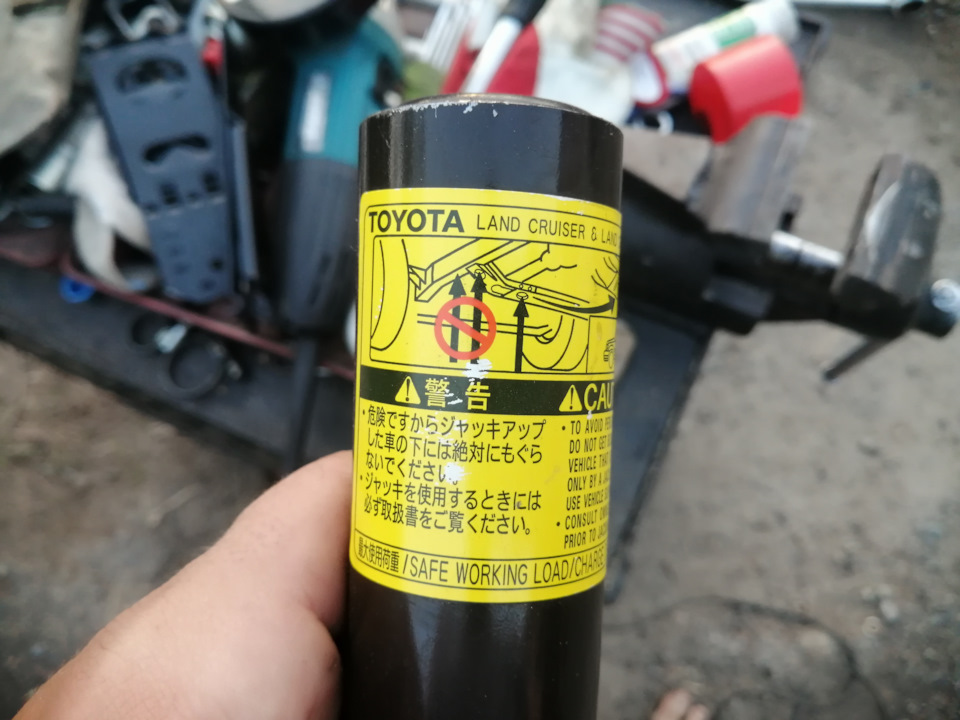 TOYOTA LAND CRUISER &
警告
・危険ですからジャッキアップ
した車の下には絶対にもぐら
ないでください。
・ジャッキを使用するときには
必ず取扱書をご覧ください。
・TO AVOID
DO NOT GET
VEHICLE
ONLY BY A
USE VEHICLE
・CONSULT
PRIOR TO
最大使用荷重/SAFE WORKING LOAD/CHARGE